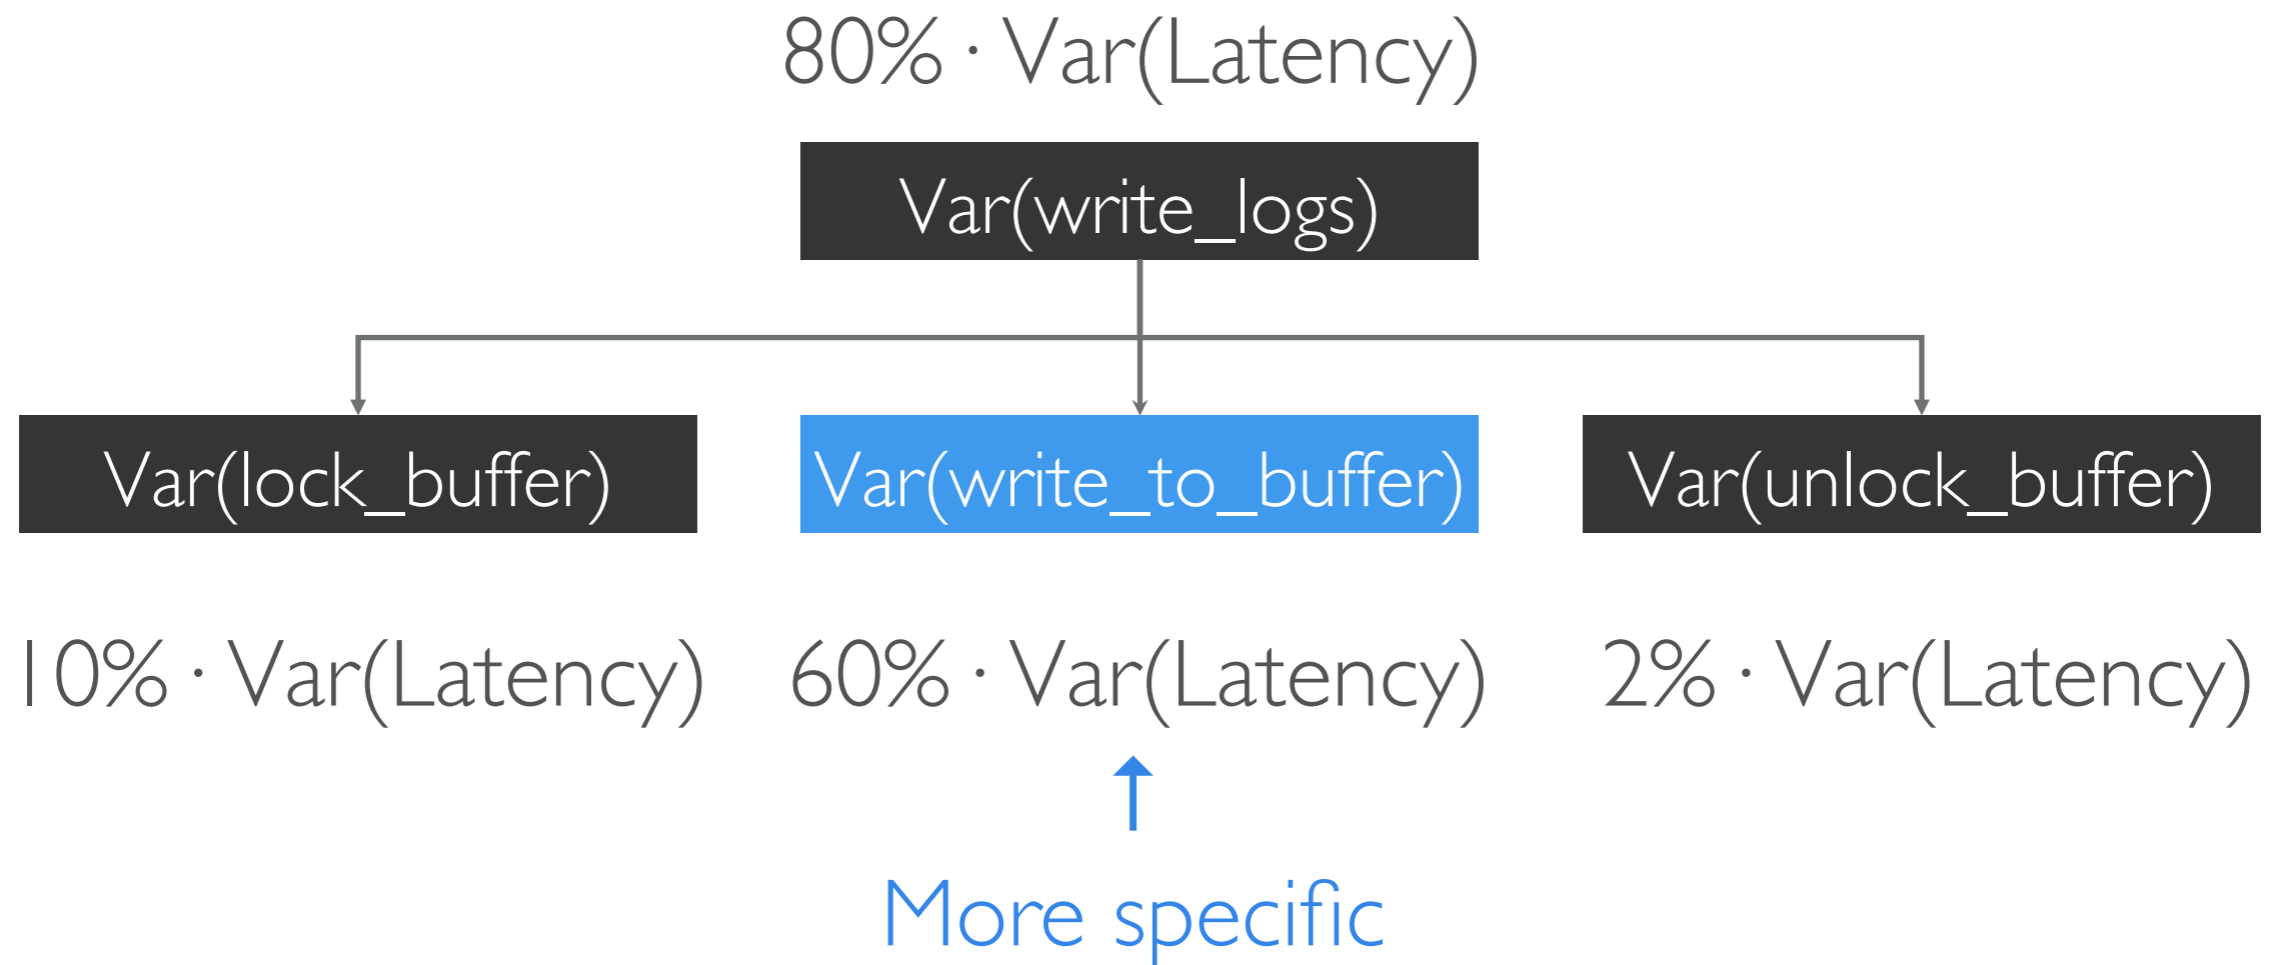 80% · Var(Latency)
Var(write_logs)
Var(lock_buffer)
Var(write_to_buffer)
Var(unlock_buffer)
10% · Var(Latency)
60% · Var(Latency)
2% · Var(Latency)
More specific